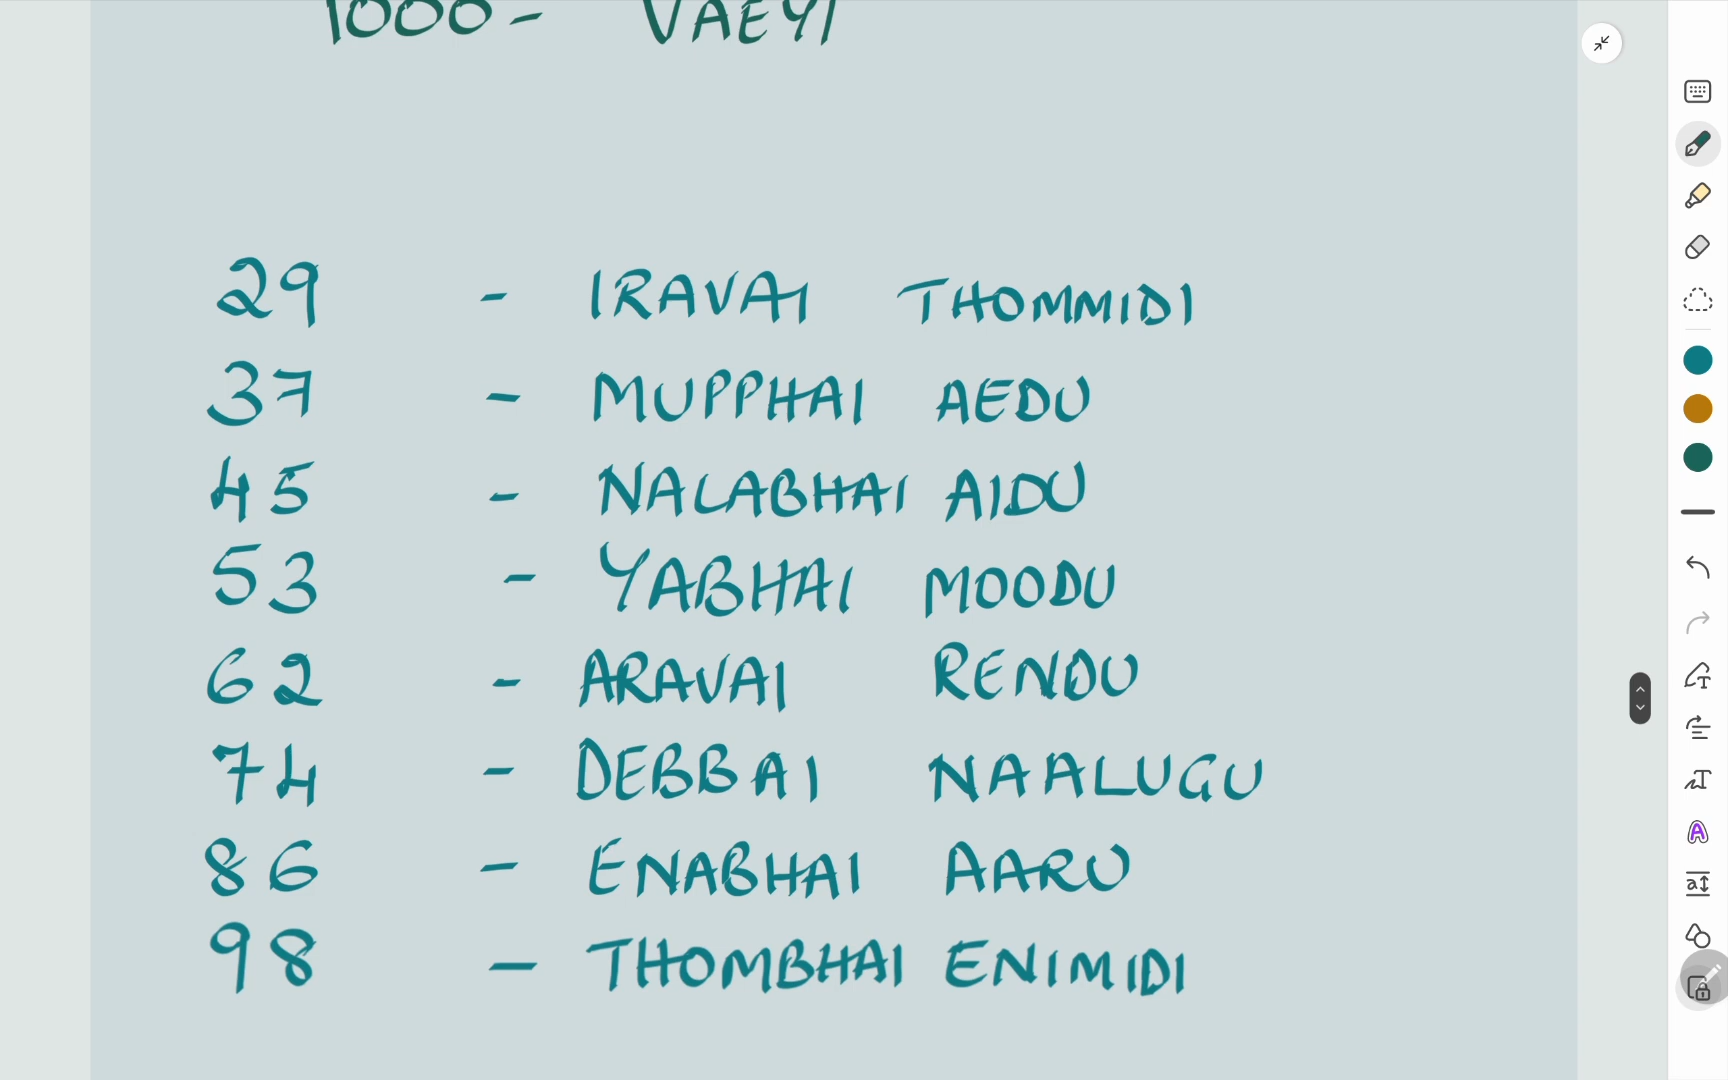 1000 - VAEYI
29 - IRAVAI THOMMIDI
37 - MUPPHAI AEDU
45 - NALABHAI AIDU
53 - YABHAI MOODU
62 - ARAVAI RENDU
74 - DEBBAI NAALUGU
86 - ENABHAI AARU
98 - THOMBHAI ENIMIDI